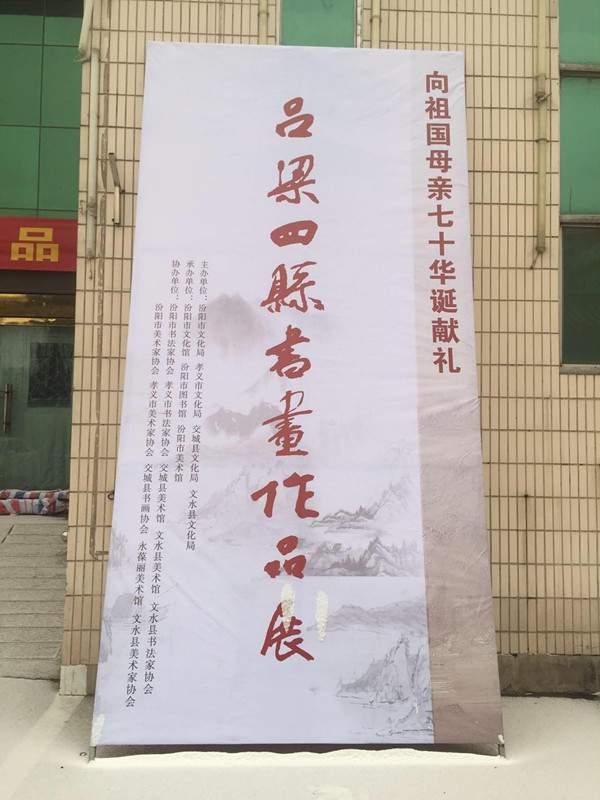 向祖国母亲七十华诞献礼
吕梁四縣书畫作品展
主办单位：汾阳市文化局 孝义市文化局 交城县文化局 文水县文化局
承办单位：汾阳市文化馆 汾阳市图书馆 汾阳市美术馆
协办单位：汾阳市书法家协会 孝义市书法家协会 交城县美术馆 文水县美术馆 文水县书法家协会
汾阳市美术家协会 孝义市美术家协会 交城县书画协会 永葆丽美术馆 文水县美术家协会
品